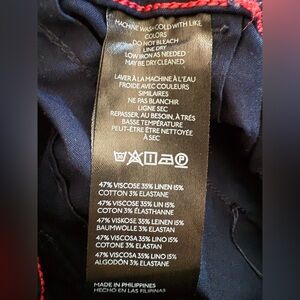 MACHINE WASH COLD WITH LIKE
COLORS
DO NOT BLEACH
LINE DRY
LOW IRON AS NEEDED
MAY BE DRY CLEANED
LAVER À LA MACHINE À L'EAU
FROIDE AVEC COULEURS
SIMILAIRES
NE PAS BLANCHIR
LIGNE SEC
REPASSER, AU BESOIN, À TRÈS
BASSE TEMPÉRATURE
PEUT-ÊTRE ÊTRE NETTOYÉE
À SEC
47% VISCOSE 35% LINEN 15%
COTTON 3% ELASTANE
47% VISCOSE 35% LIN 15%
COTON 3% ÉLASTHANNE
47% VISKOSE 35% LEINEN 15%
BAUMWOLLE 3% ELASTAN
47% VISCOSA 35% LINO 15%
COTONE 3% ELASTAN
47% VISCOSA 35% LINO 15%
ALGODÓN 3% ELASTANE
MADE IN PHILIPPINES
HECHO EN LAS FILIPINAS